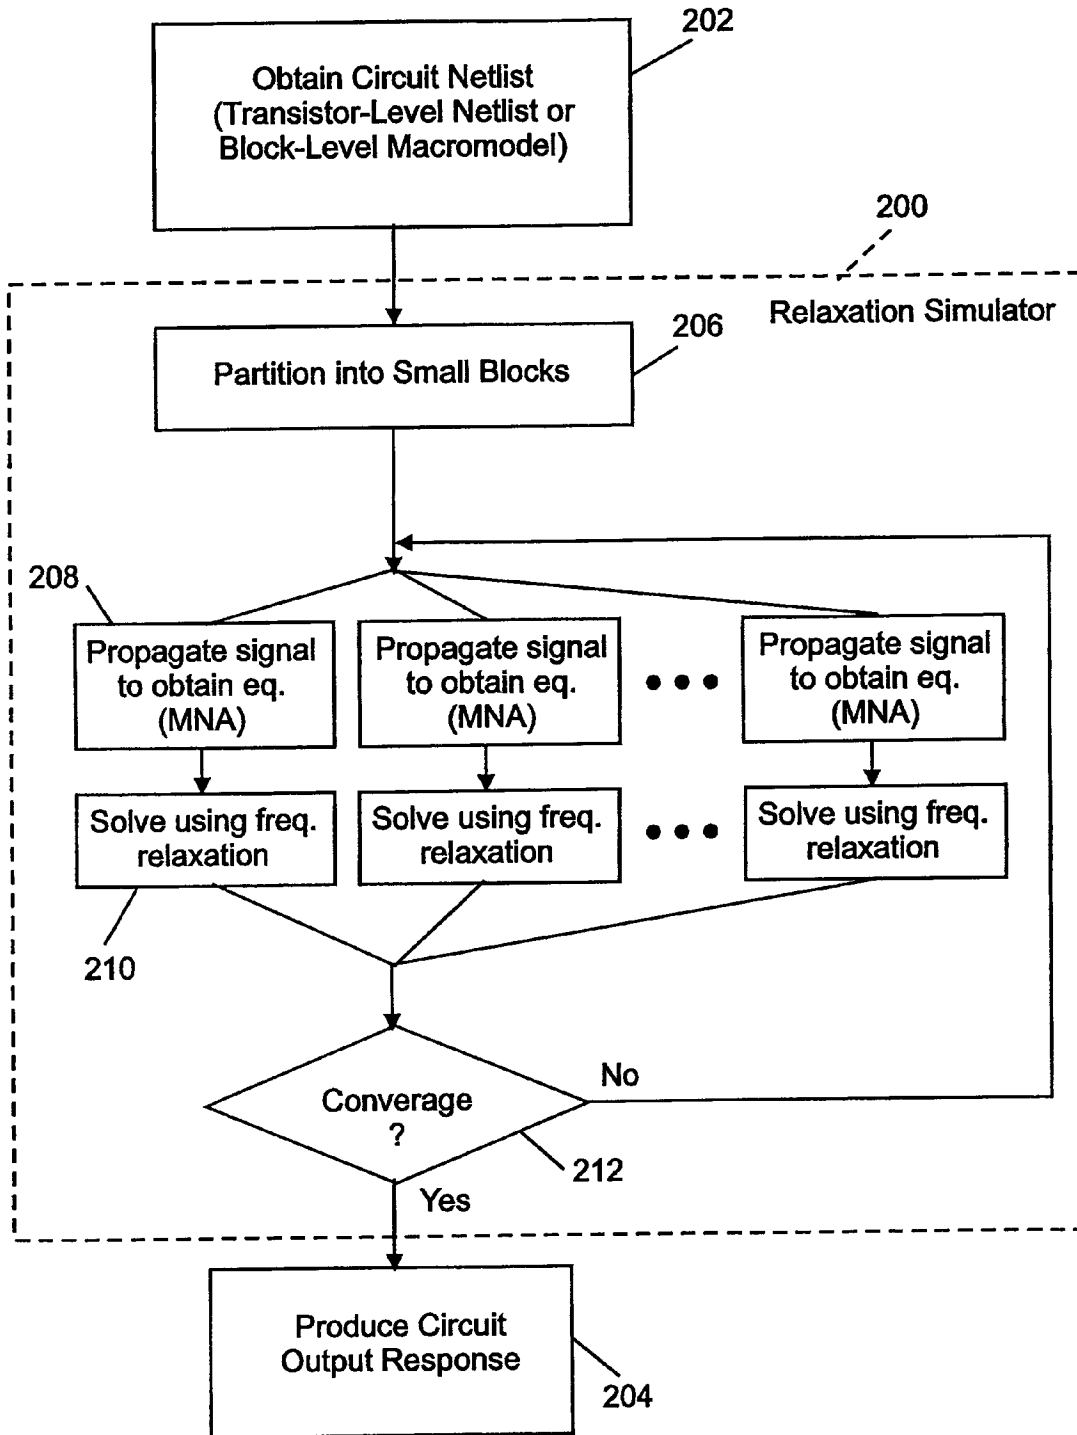 202
Obtain Circuit Netlist
(Transistor-Level Netlist or
Block-Level Macromodel)
200
Relaxation Simulator
206
Partition into Small Blocks
208
Propagate signal
to obtain eq.
(MNA)
Propagate signal
to obtain eq.
(MNA)
Propagate signal
to obtain eq.
(MNA)
Solve using freq.
relaxation
Solve using freq.
relaxation
Solve using freq.
relaxation
210
Converage
?
No
212
Yes
Produce Circuit
Output Response
204